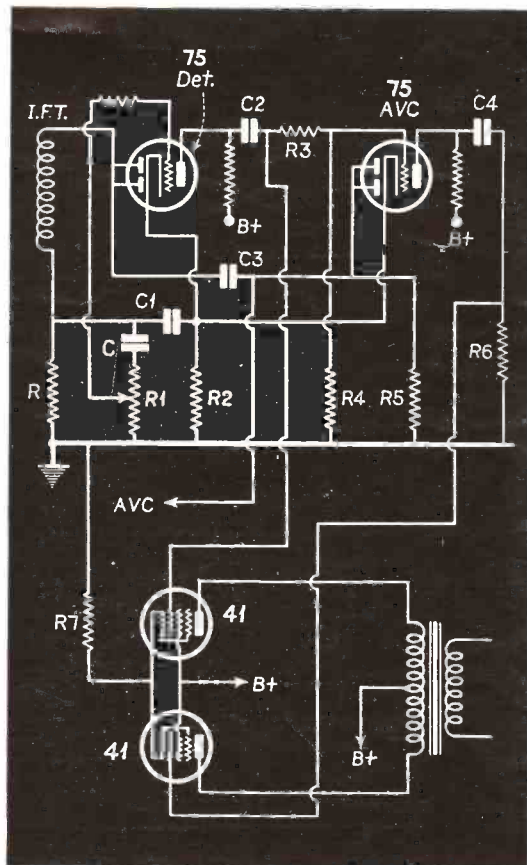 75
Det.
75
AVC
I.F.T.
C2
C4
R3
B+
B+
C3
C1
C
R
R1
R2
R4
R5
R6
AVC
R7
41
B+
41
B+